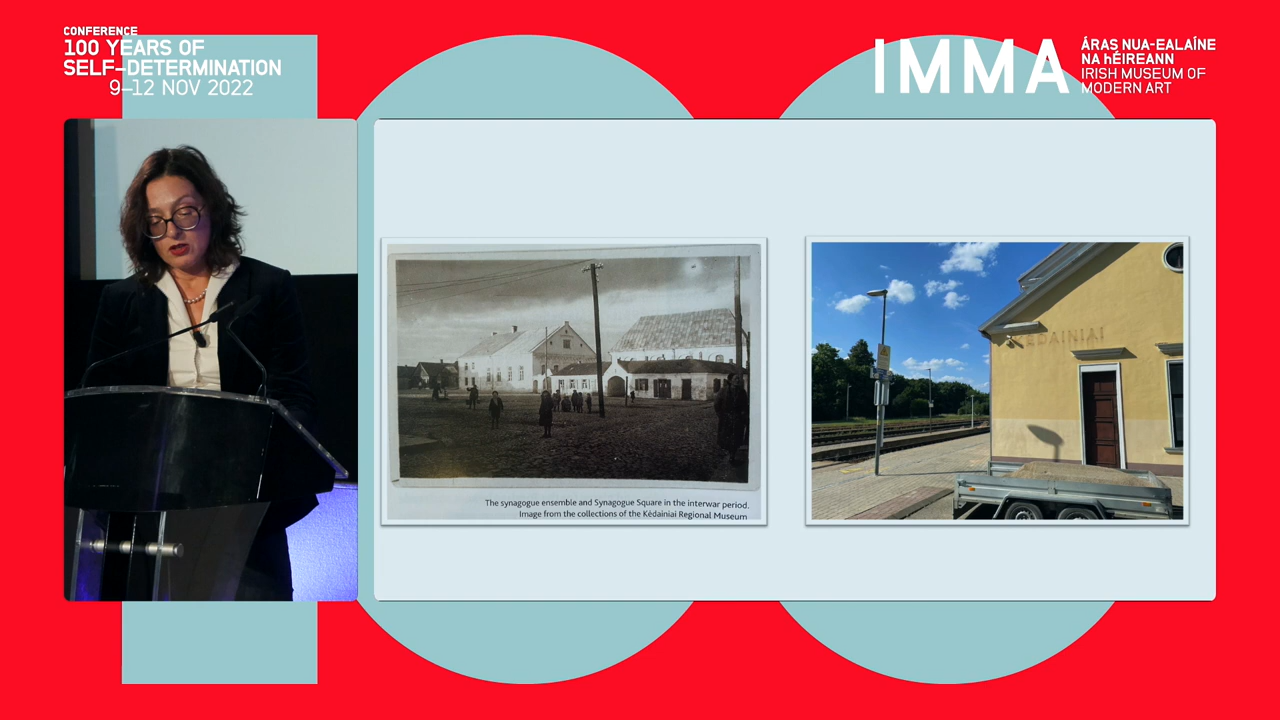 CONFERENCE
100 YEARS OF
SELF-DETERMINATION
9–12 NOV 2022
IMMA
ÁRAS NUA-EALAÍNE
NA hÉIREANN
IRISH MUSEUM OF
MODERN ART
The synagogue ensemble and Synagogue Square in the interwar period.
Image from the collections of the Kėdainiai Regional Museum
KĖDAINIAI